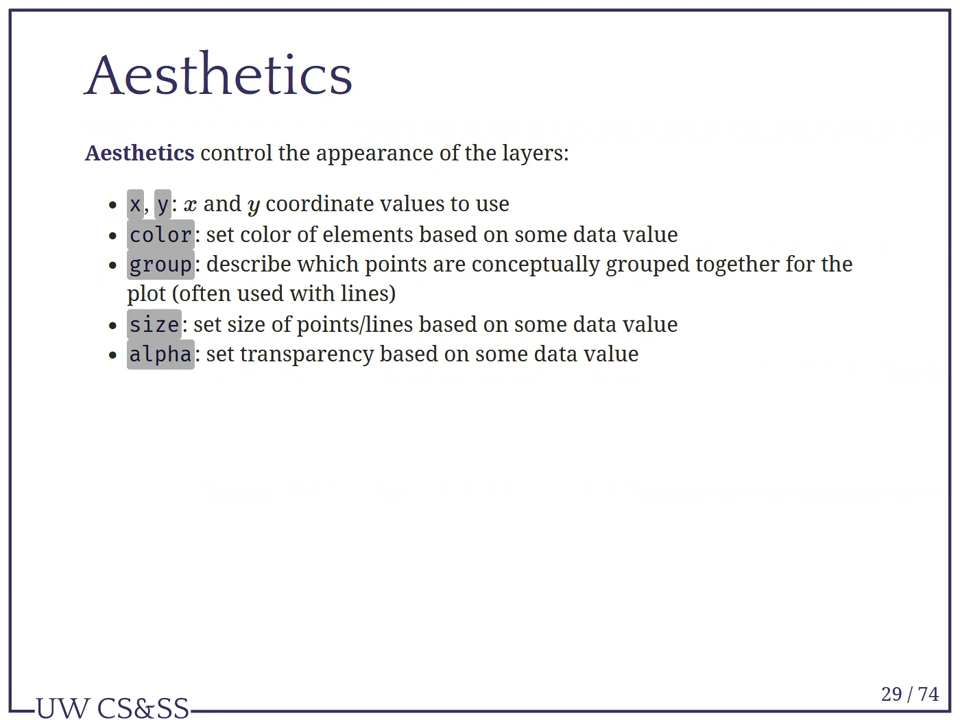 Aesthetics
Aesthetics control the appearance of the layers:
• x, y: x and y coordinate values to use
• color: set color of elements based on some data value
• group: describe which points are conceptually grouped together for the
plot (often used with lines)
• size: set size of points/lines based on some data value
• alpha: set transparency based on some data value
29 / 74
UW CS&SS